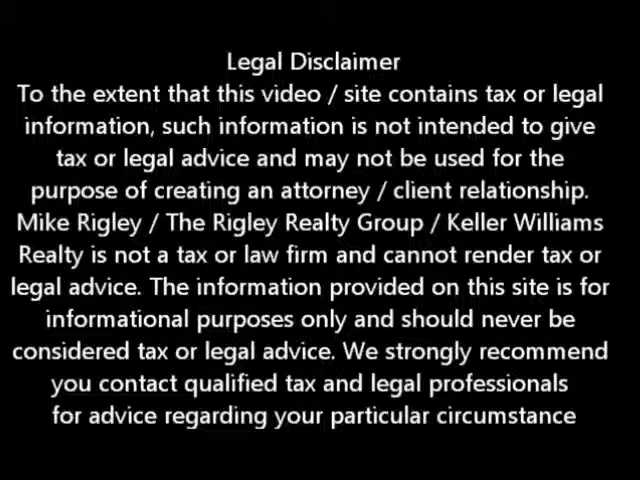 Legal Disclaimer
To the extent that this video / site contains tax or legal
information, such information is not intended to give
tax or legal advice and may not be used for the
purpose of creating an attorney / client relationship.
Mike Rigley / The Rigley Realty Group / Keller Williams
Realty is not a tax or law firm and cannot render tax or
legal advice. The information provided on this site is for
informational purposes only and should never be
considered tax or legal advice. We strongly recommend
you contact qualified tax and legal professionals
for advice regarding your particular circumstance